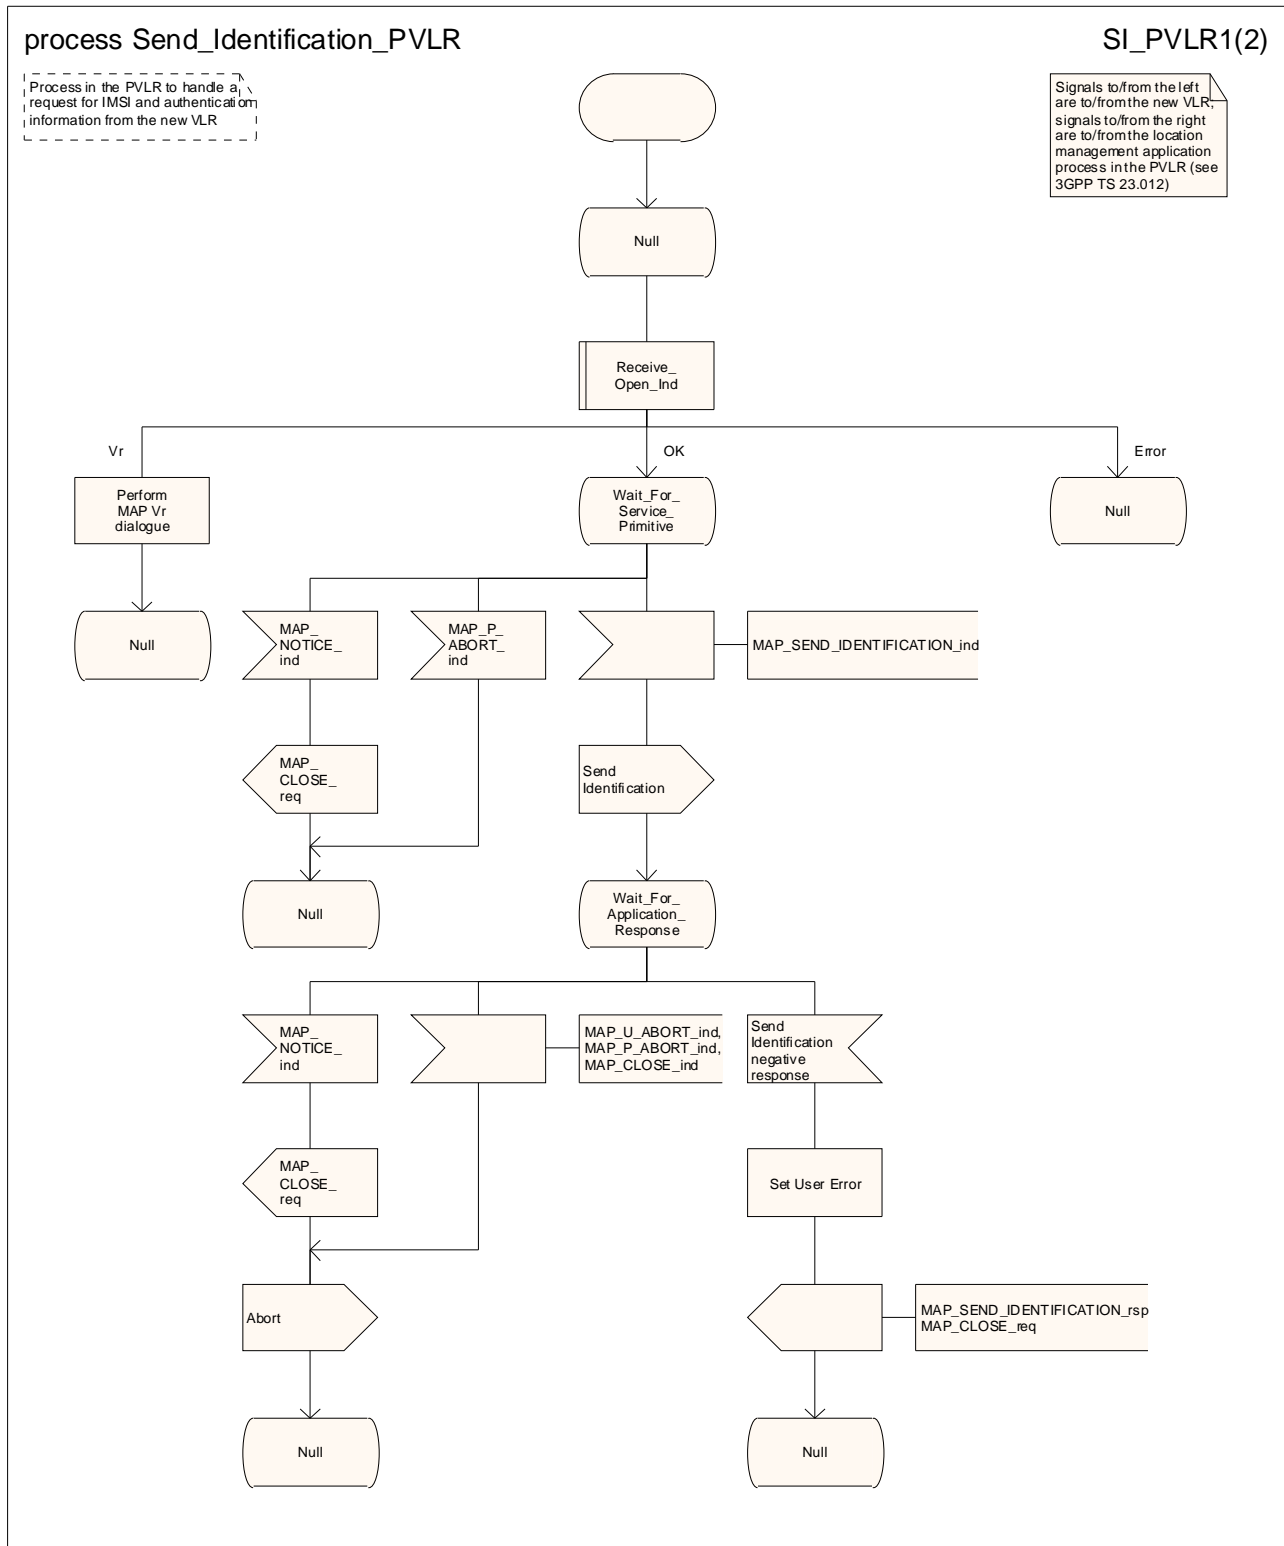 process Send_Identification_PVLR
SI_PVLR1(2)
Process in the PVLR to handle a
request for IMSI and authentication
information from the new VLR
Signals to/from the left
are to/from the new VLR;
signals to/from the right
are to/from the location
management application
process in the PVLR (see
3GPP TS 23.012)
Null
Receive_
Open_Ind
Vr
OK
Error
Perform
MAP Vr
dialogue
Wait_For_
Service_
Primitive
Null
Null
MAP_
NOTICE_
ind
MAP_P_
ABORT_
ind
MAP_SEND_IDENTIFICATION_ind
MAP_
CLOSE_
req
Send
Identification
Null
Wait_For_
Application_
Response
MAP_
NOTICE_
ind
MAP_U_ABORT_ind,
MAP_P_ABORT_ind,
MAP_CLOSE_ind
Send
Identification
negative
response
MAP_
CLOSE_
req
Set User Error
Abort
MAP_SEND_IDENTIFICATION_rsp
MAP_CLOSE_req
Null
Null